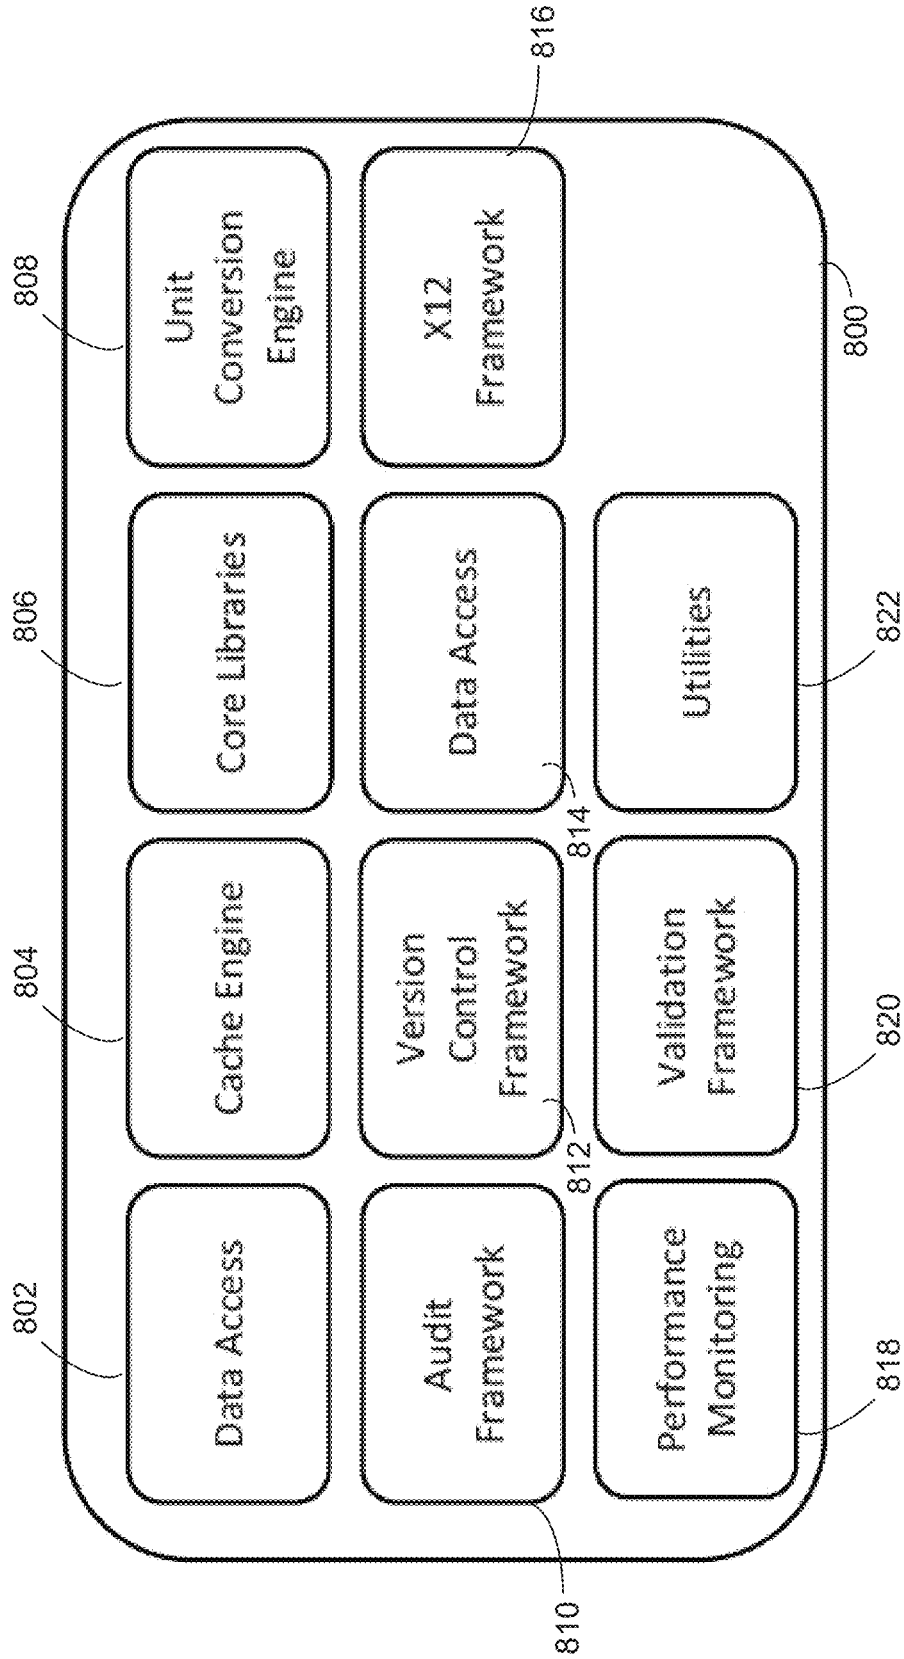 802
804
806
808
Data Access
Cache Engine
Core Libraries
Unit
Conversion
Engine
Audit
Framework
Version
Control
Framework
Data Access
X12
Framework
810
812
814
816
Performance
Monitoring
Validation
Framework
Utilities
818
820
822
800